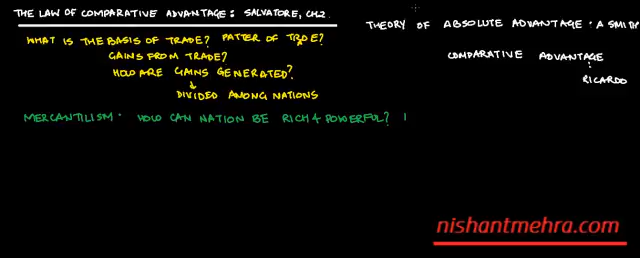 THE LAW OF COMPARATIVE ADVANTAGE: SALVATORE, CH2.
WHAT IS THE BASIS OF TRADE? PATTER OF TRDE?
GAINS FROM TRADE?
HOW ARE GAINS GENERATED?
DIVIDED AMONG NATIONS
MERCANTILISM: HOW CAN NATION BE RICH & POWERFUL?
THEORY OF ABSOLUTE ADVANTAGE: A SMITH
COMPARATIVE ADVANTAGE:
RICARDO
nishantmehra.com